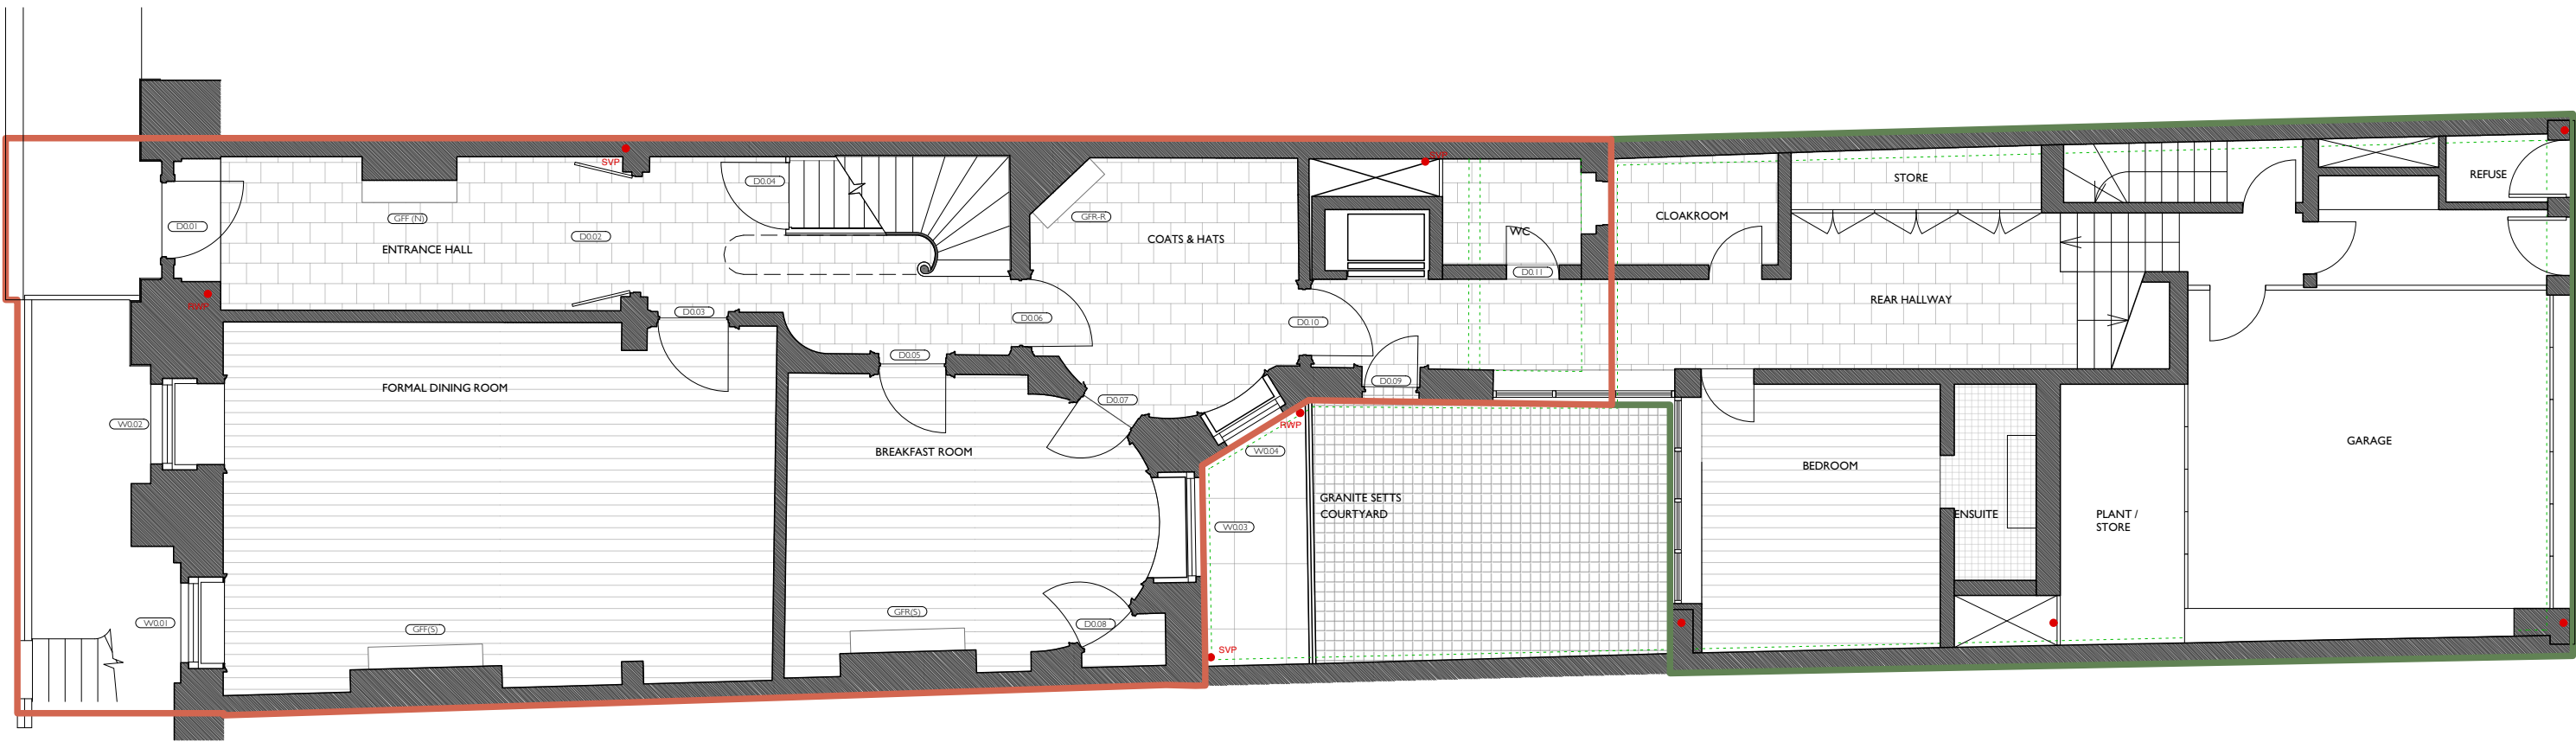 SVP
SVP
D0.01
GFF (N)
ENTRANCE HALL
D0.02
D0.04
GFR-R
COATS & HATS
WC
D0.11
CLOAKROOM
STORE
REFUSE
RWP
D0.03
D0.05
D0.06
D0.10
D0.09
REAR HALLWAY
FORMAL DINING ROOM
D0.07
W0.02
BREAKFAST ROOM
RWP
W0.04
BEDROOM
GARAGE
GRANITE SETTS
COURTYARD
W0.03
ENSUITE
PLANT /
STORE
W0.01
GFF(S)
GFR(S)
D0.08
SVP